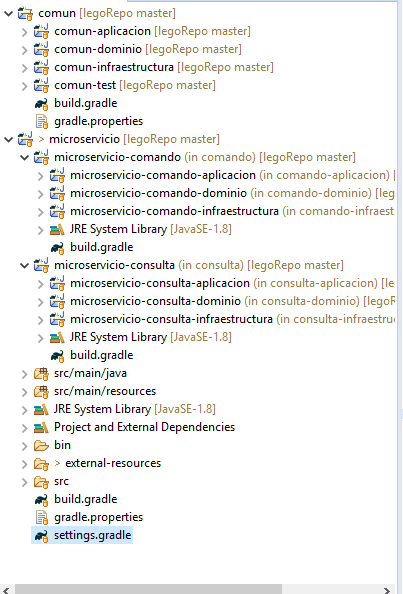 comun [legoRepo master]
comun-aplicacion [legoRepo master]
comun-dominio [legoRepo master]
comun-infraestructura [legoRepo master]
comun-test [legoRepo master]
build.gradle
gradle.properties
> microservicio [legoRepo master]
microservicio-comando (in comando) [legoRepo master]
microservicio-comando-aplicacion (in comando-aplicacion) [
microservicio-comando-dominio (in comando-dominio) [leg
microservicio-comando-infraestructura (in comando-infraest
JRE System Library [JavaSE-1.8]
build.gradle
microservicio-consulta (in consulta) [legoRepo master]
microservicio-consulta-aplicacion (in consulta-aplicacion) [le
microservicio-consulta-dominio (in consulta-dominio) [legoR
microservicio-consulta-infraestructura (in consulta-infraestru
JRE System Library [JavaSE-1.8]
build.gradle
src/main/java
src/main/resources
JRE System Library [JavaSE-1.8]
Project and External Dependencies
bin
> external-resources
src
build.gradle
gradle.properties
settings.gradle